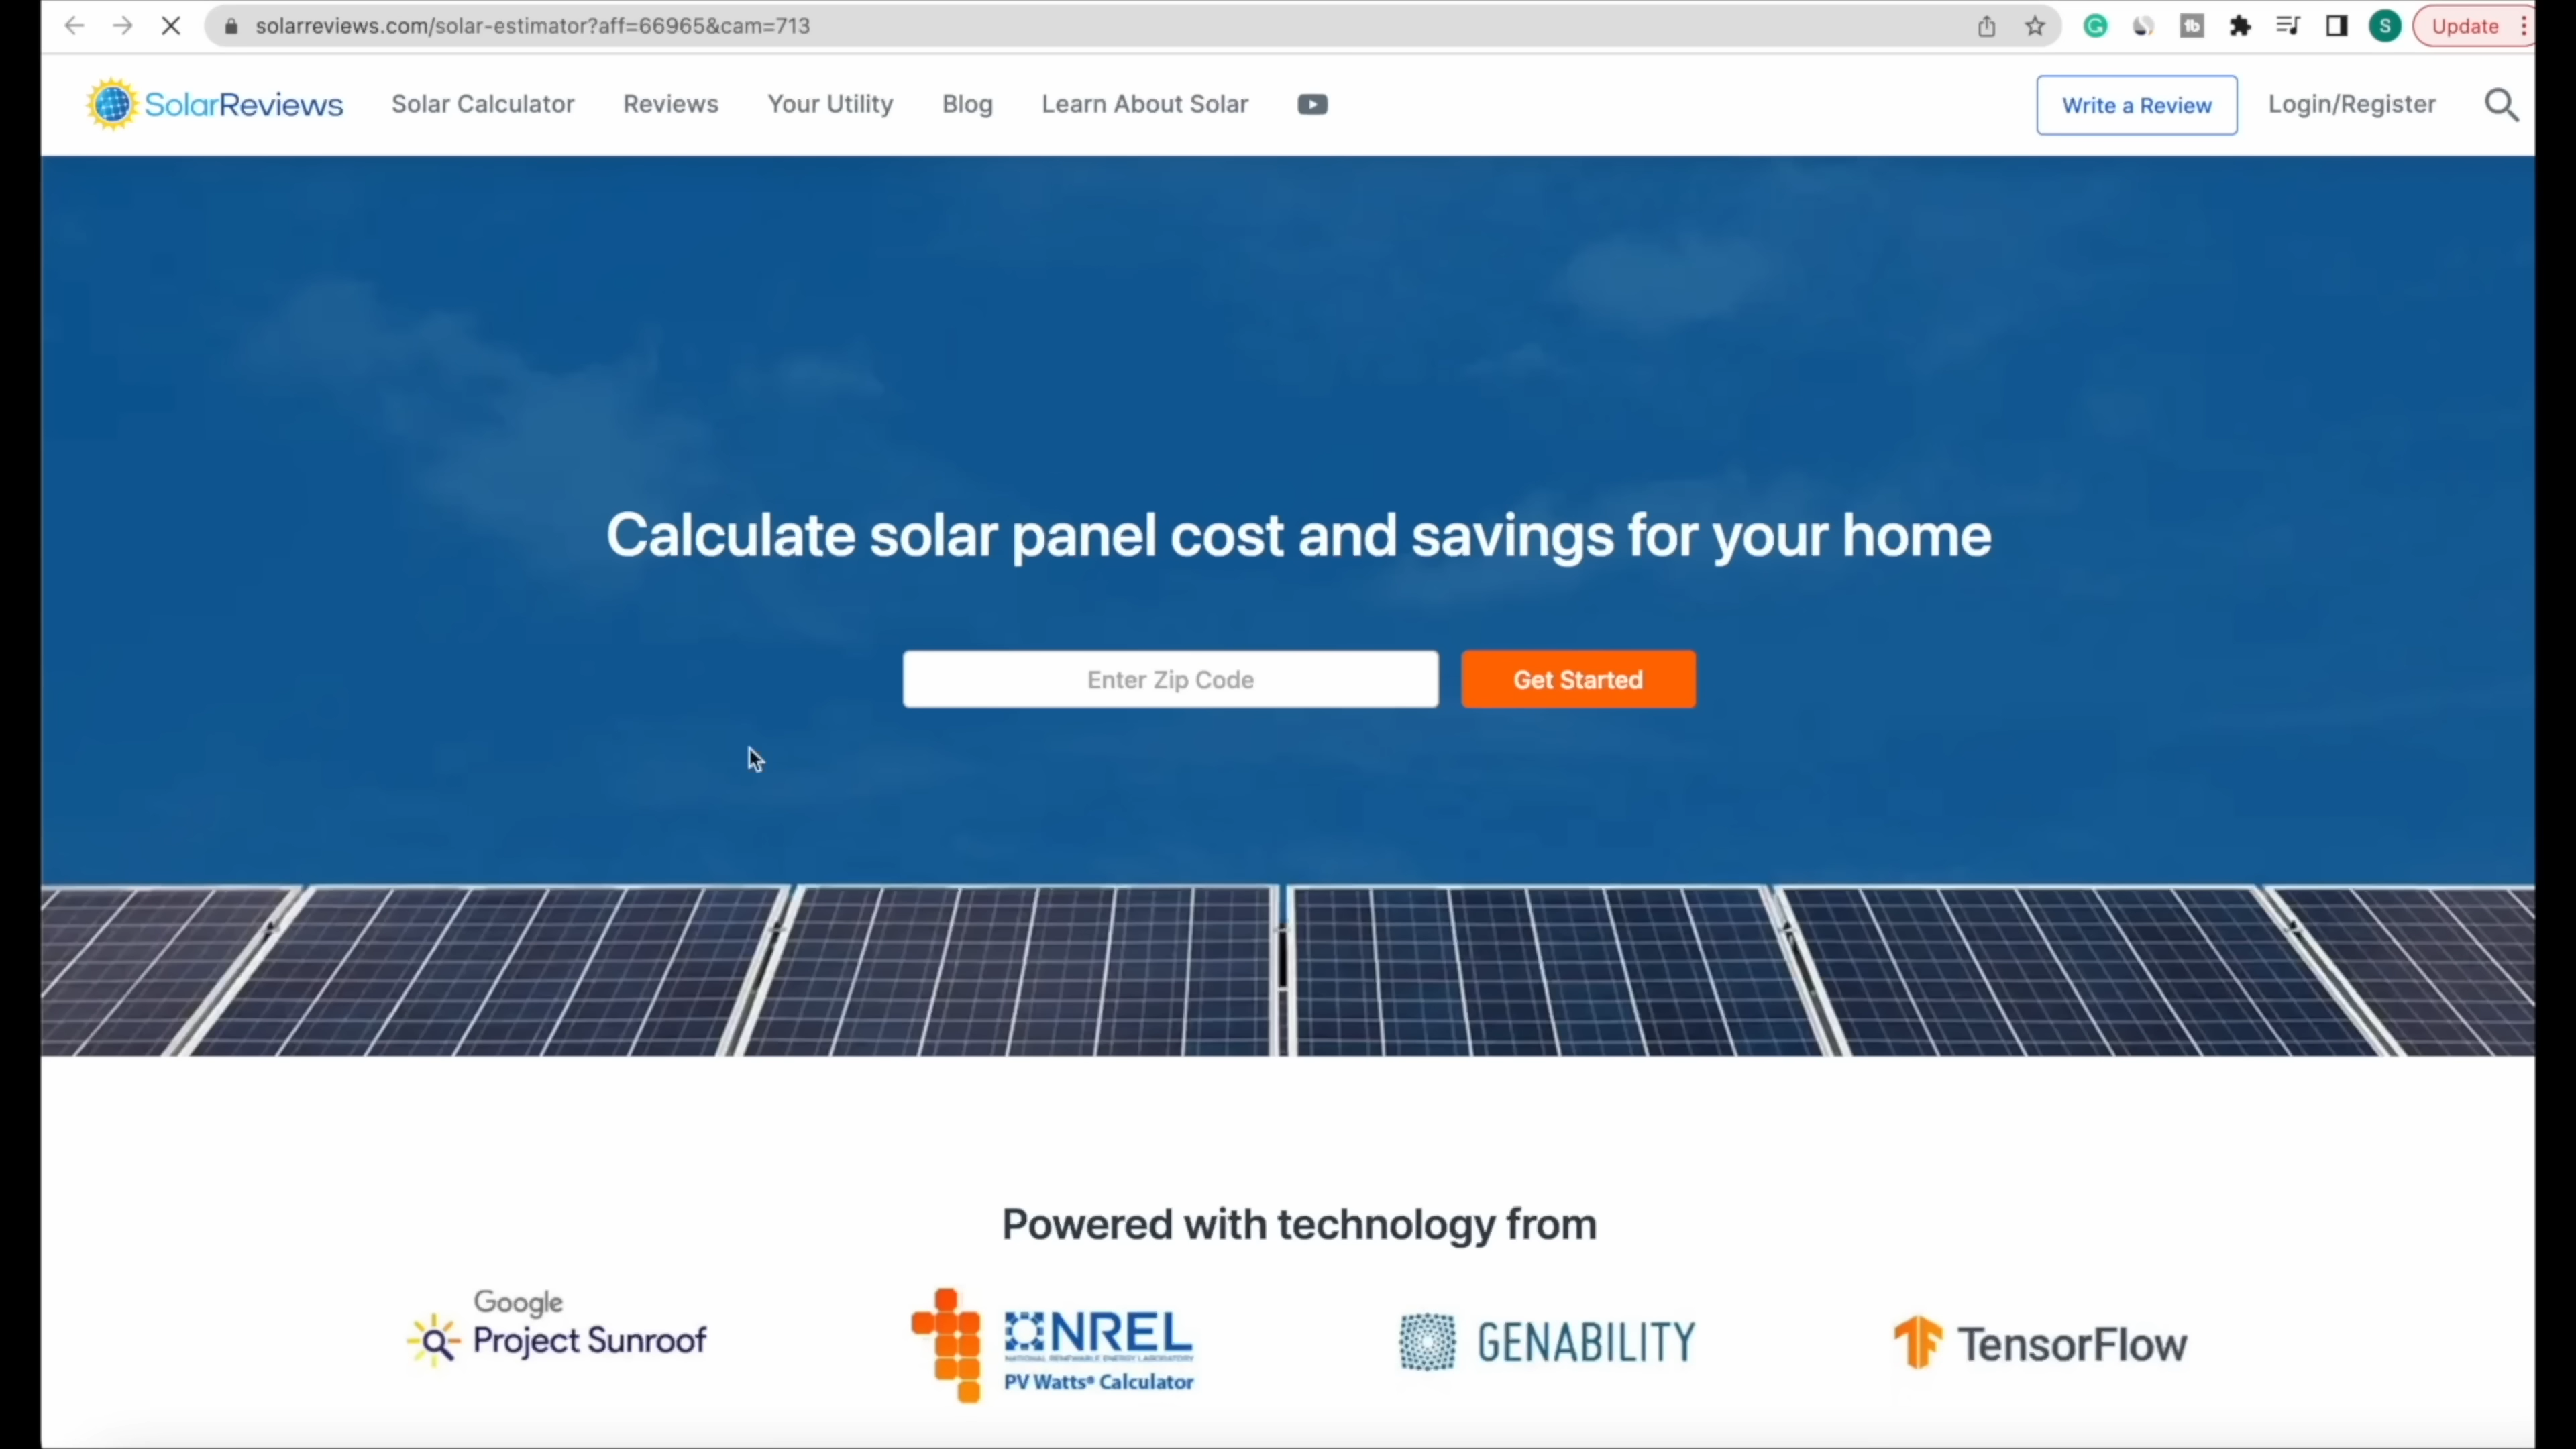 solarreviews.com/solar-estimator?aff=66965&cam=713
S
Update
SolarReviews
Solar Calculator
Reviews
Your Utility
Blog
Learn About Solar
Write a Review
Login/Register
Calculate solar panel cost and savings for your home
Enter Zip Code
Get Started
Powered with technology from
Google
Project Sunroof
NREL
NATIONAL RENEWABLE ENERGY LABORATORY
PV Watts® Calculator
GENABILITY
TensorFlow